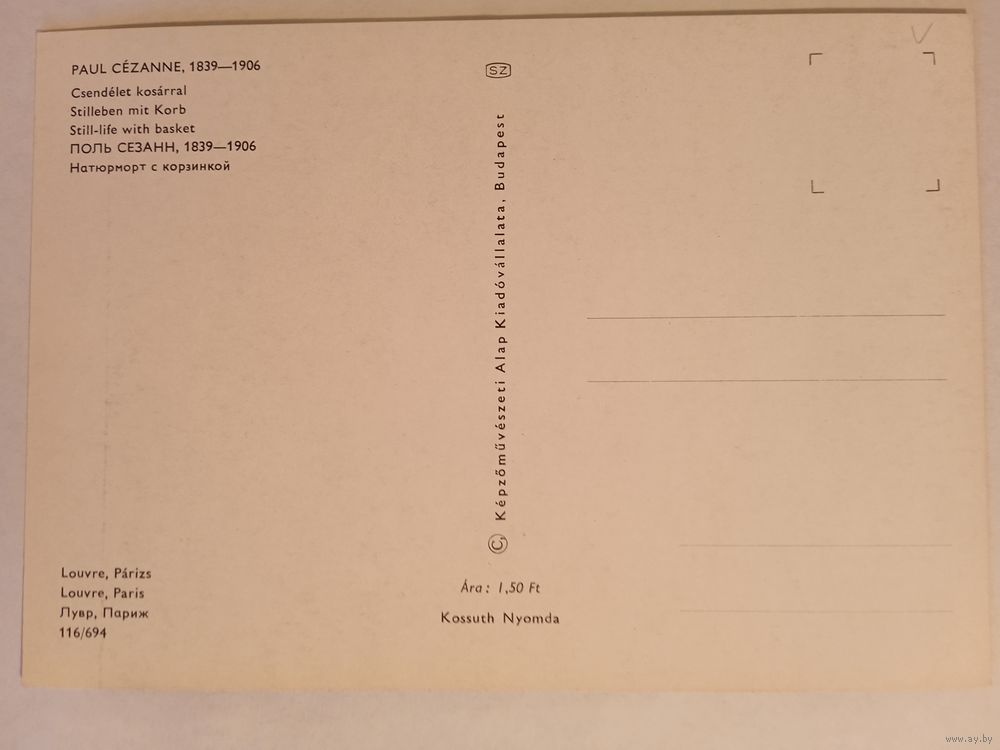 PAUL CÉZANNE, 1839—1906
Csendélet kosárral
Stilleben mit Korb
Still-life with basket
ПОЛЬ СЕЗАНН, 1839—1906
Натюрморт с корзинкой
Louvre, Párizs
Louvre, Paris
Лувр, Париж
116/694
SZ
© Képzőművészeti Alap Kiadóvállalata, Budapest
Ára: 1,50 Ft
Kossuth Nyomda
V
www.ay.by